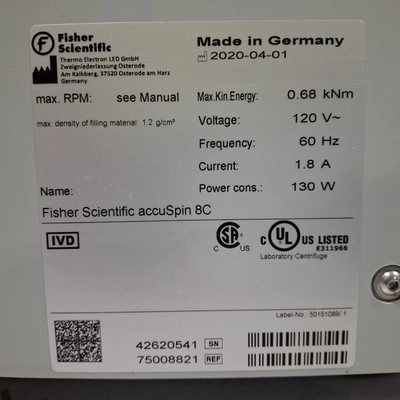 Fisher
Scientific
Thermo Electron LED GmbH
Zweigniederlassung Osterode
Am Kalkberg, 37520 Osterode am Harz
Germany
Made in Germany
2020-04-01
max. RPM: see Manual
max. density of filling material: 1.2 g/cm³
Max.Kin.Energy: 0.68 kNm
Voltage: 120 V~
Frequency: 60 Hz
Current: 1.8 A
Power cons.: 130 W
Name:
Fisher Scientific accuSpin 8C
IVD
C SA US
C UL US LISTED
E311966
Laboratory Centrifuge
Label-No. 50151089/ 1
42620541 SN
75008821 REF